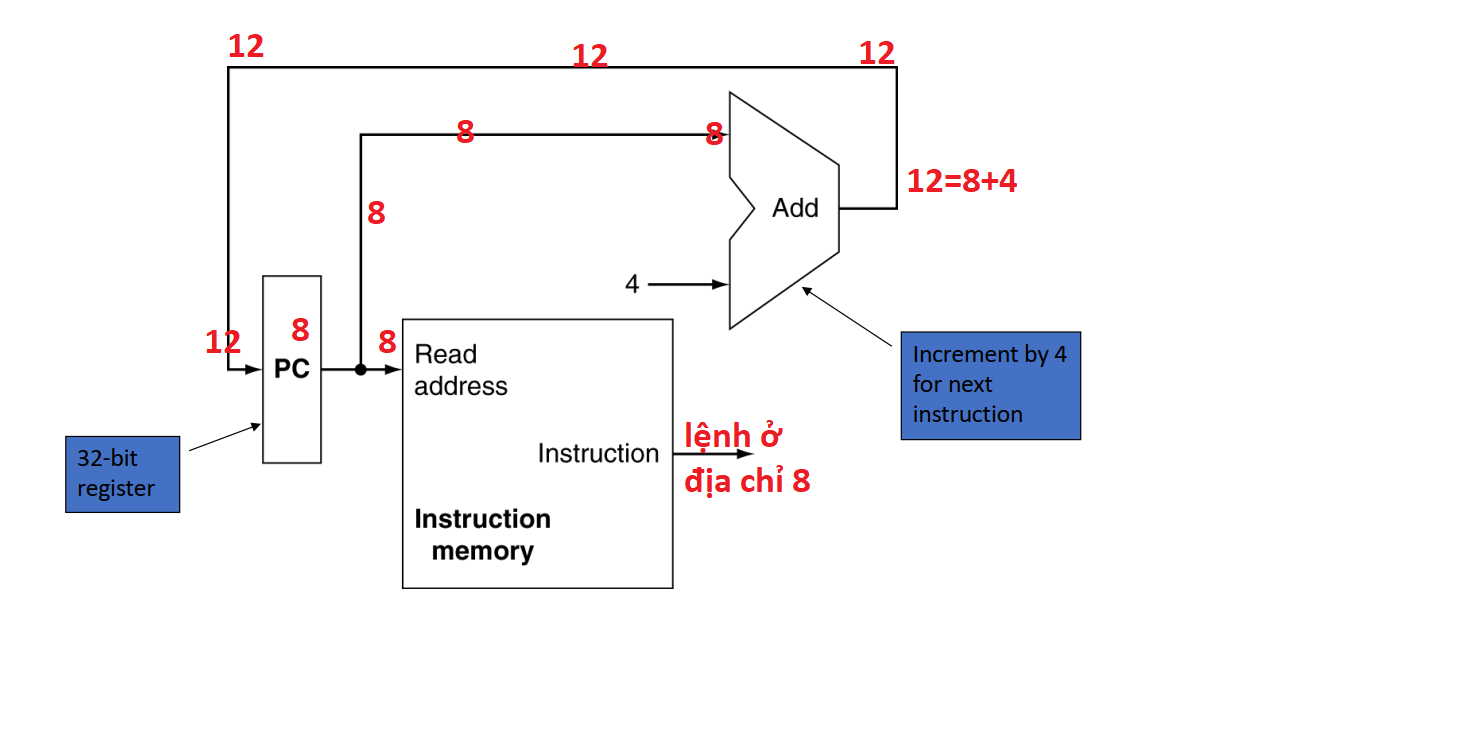 12
12
12
8
8
12=8+4
8
Add
4
12
8
8
PC
Read
address
Increment by 4
for next
instruction
lệnh ở
Instruction
địa chỉ 8
32-bit
register
Instruction
memory